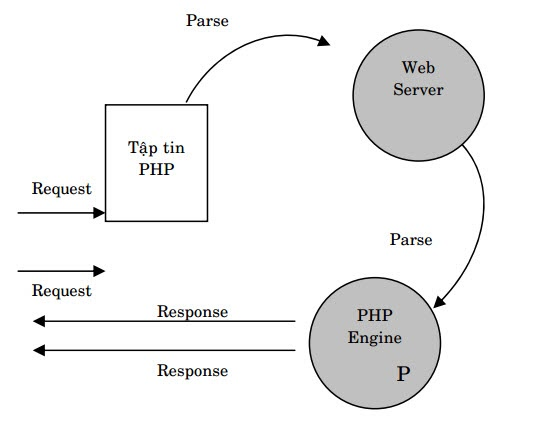 Parse
Web
Server
Tập tin
PHP
Request
Parse
Request
Response
PHP
Engine
P
Response